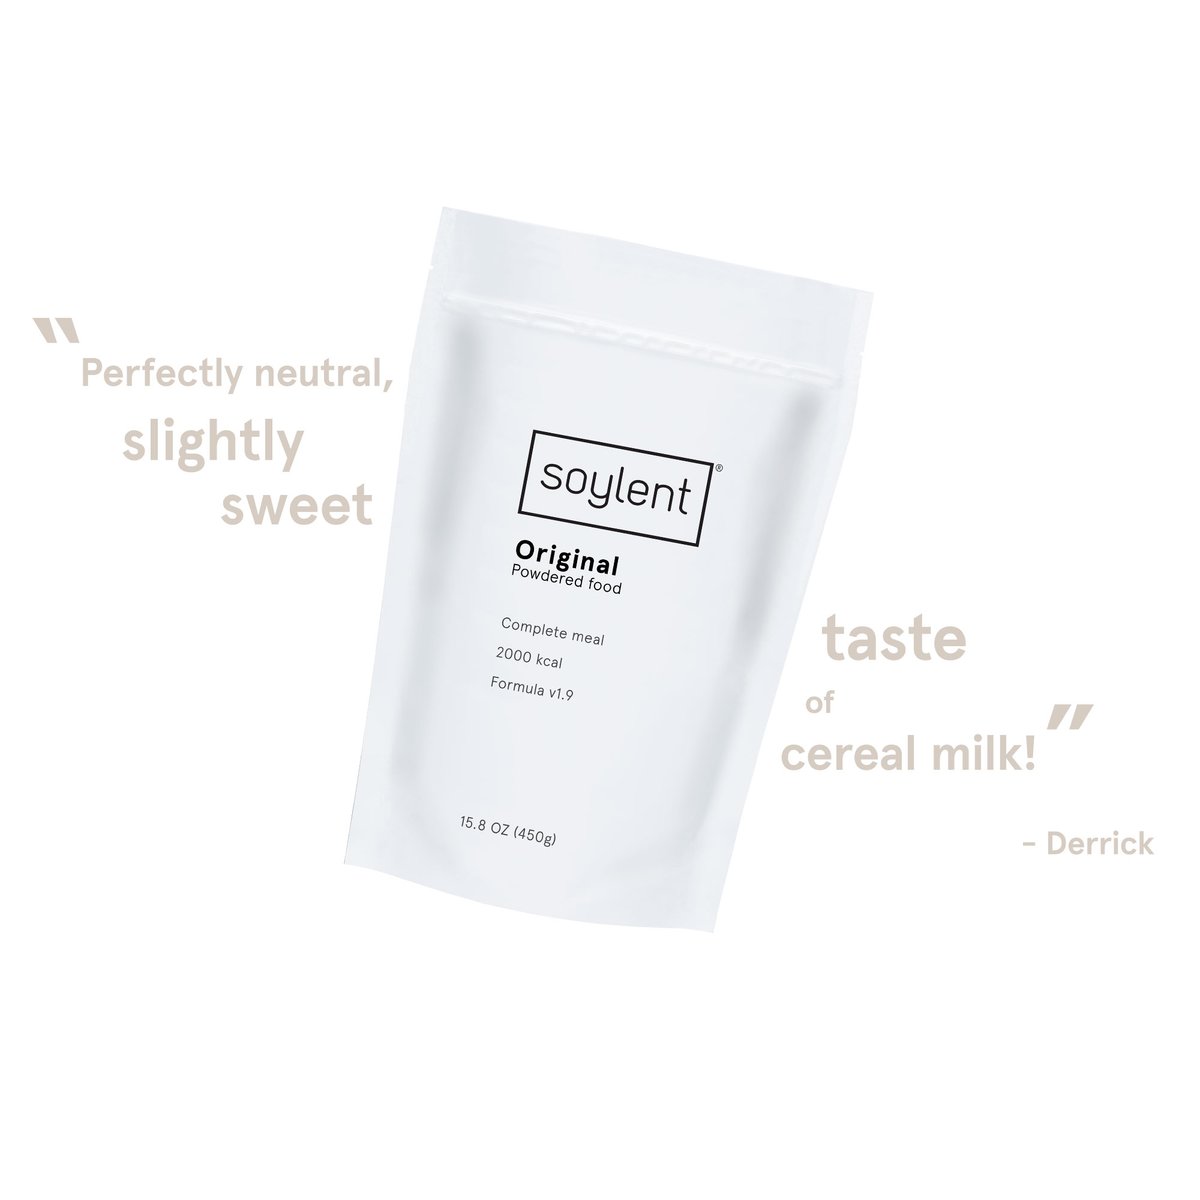 "Perfectly neutral,
slightly
sweet
soylent®
Original
Powdered food
Complete meal
2000 kcal
Formula v1.9
15.8 OZ (450g)
taste
of
cereal milk!"
- Derrick